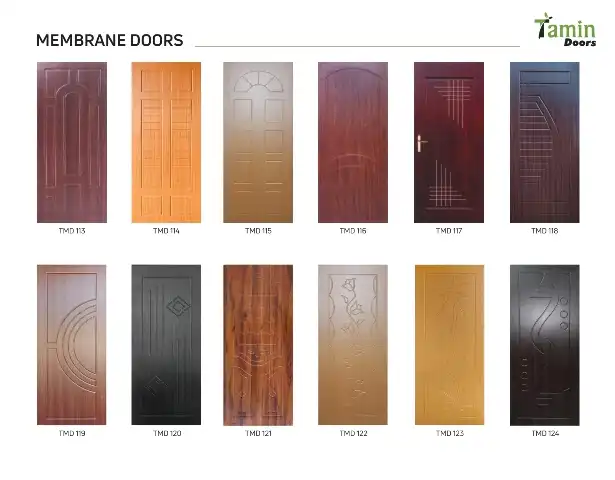 Tamin
Doors
MEMBRANE DOORS
TMD 113
TMD 114
TMD 115
TMD 116
TMD 117
TMD 118
TMD 119
TMD 120
TMD 121
TMD 122
TMD 123
TMD 124